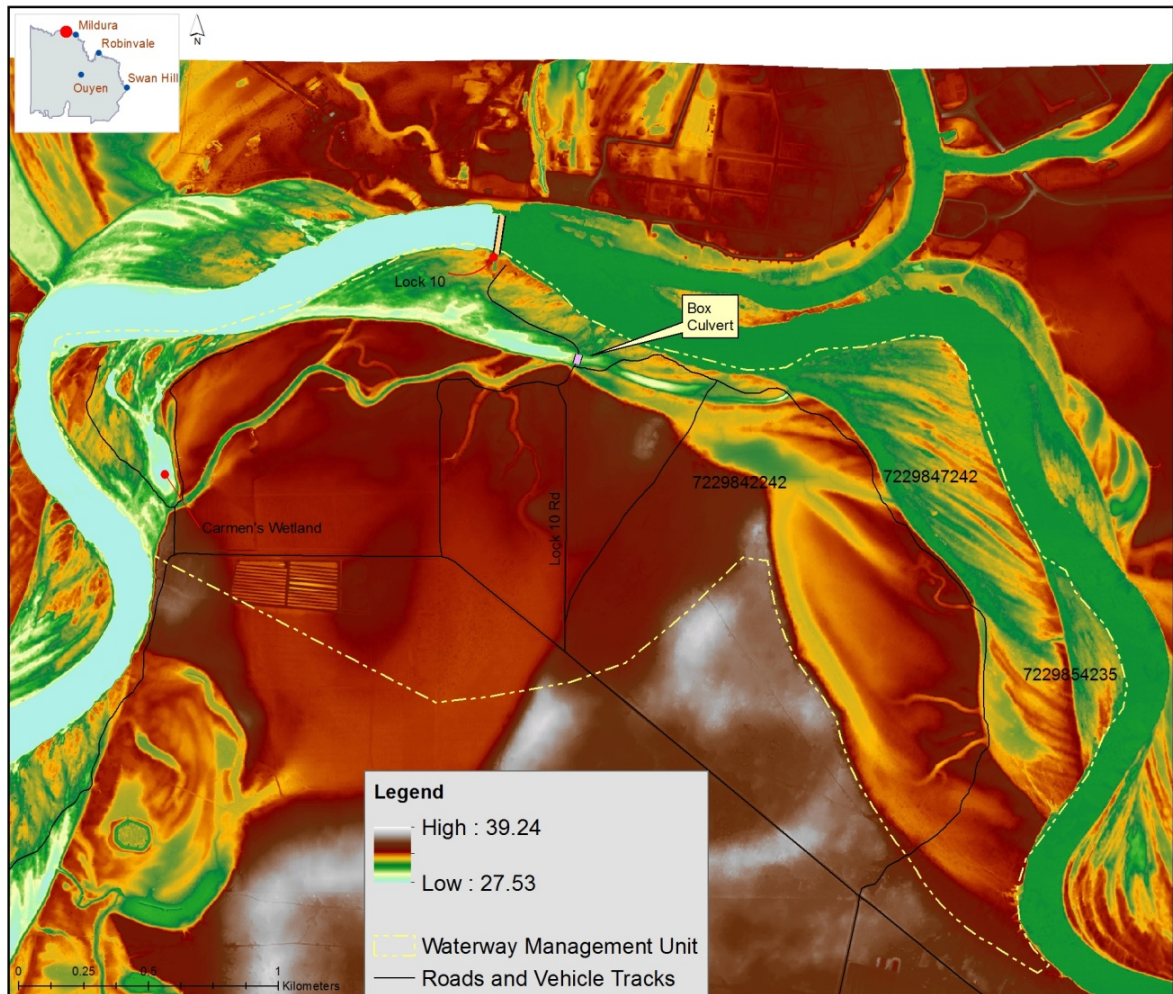 Mildura
N
Robinvale
Swan Hill
Ouyen
Lock 10
Box
Culvert
7229842242
7229847242
Carmen's Wetland
Lock 10 Rd
7229854235
Legend
High : 39.24
Low : 27.53
Waterway Management Unit
Roads and Vehicle Tracks
0 0.25 0.5 1
Kilometers